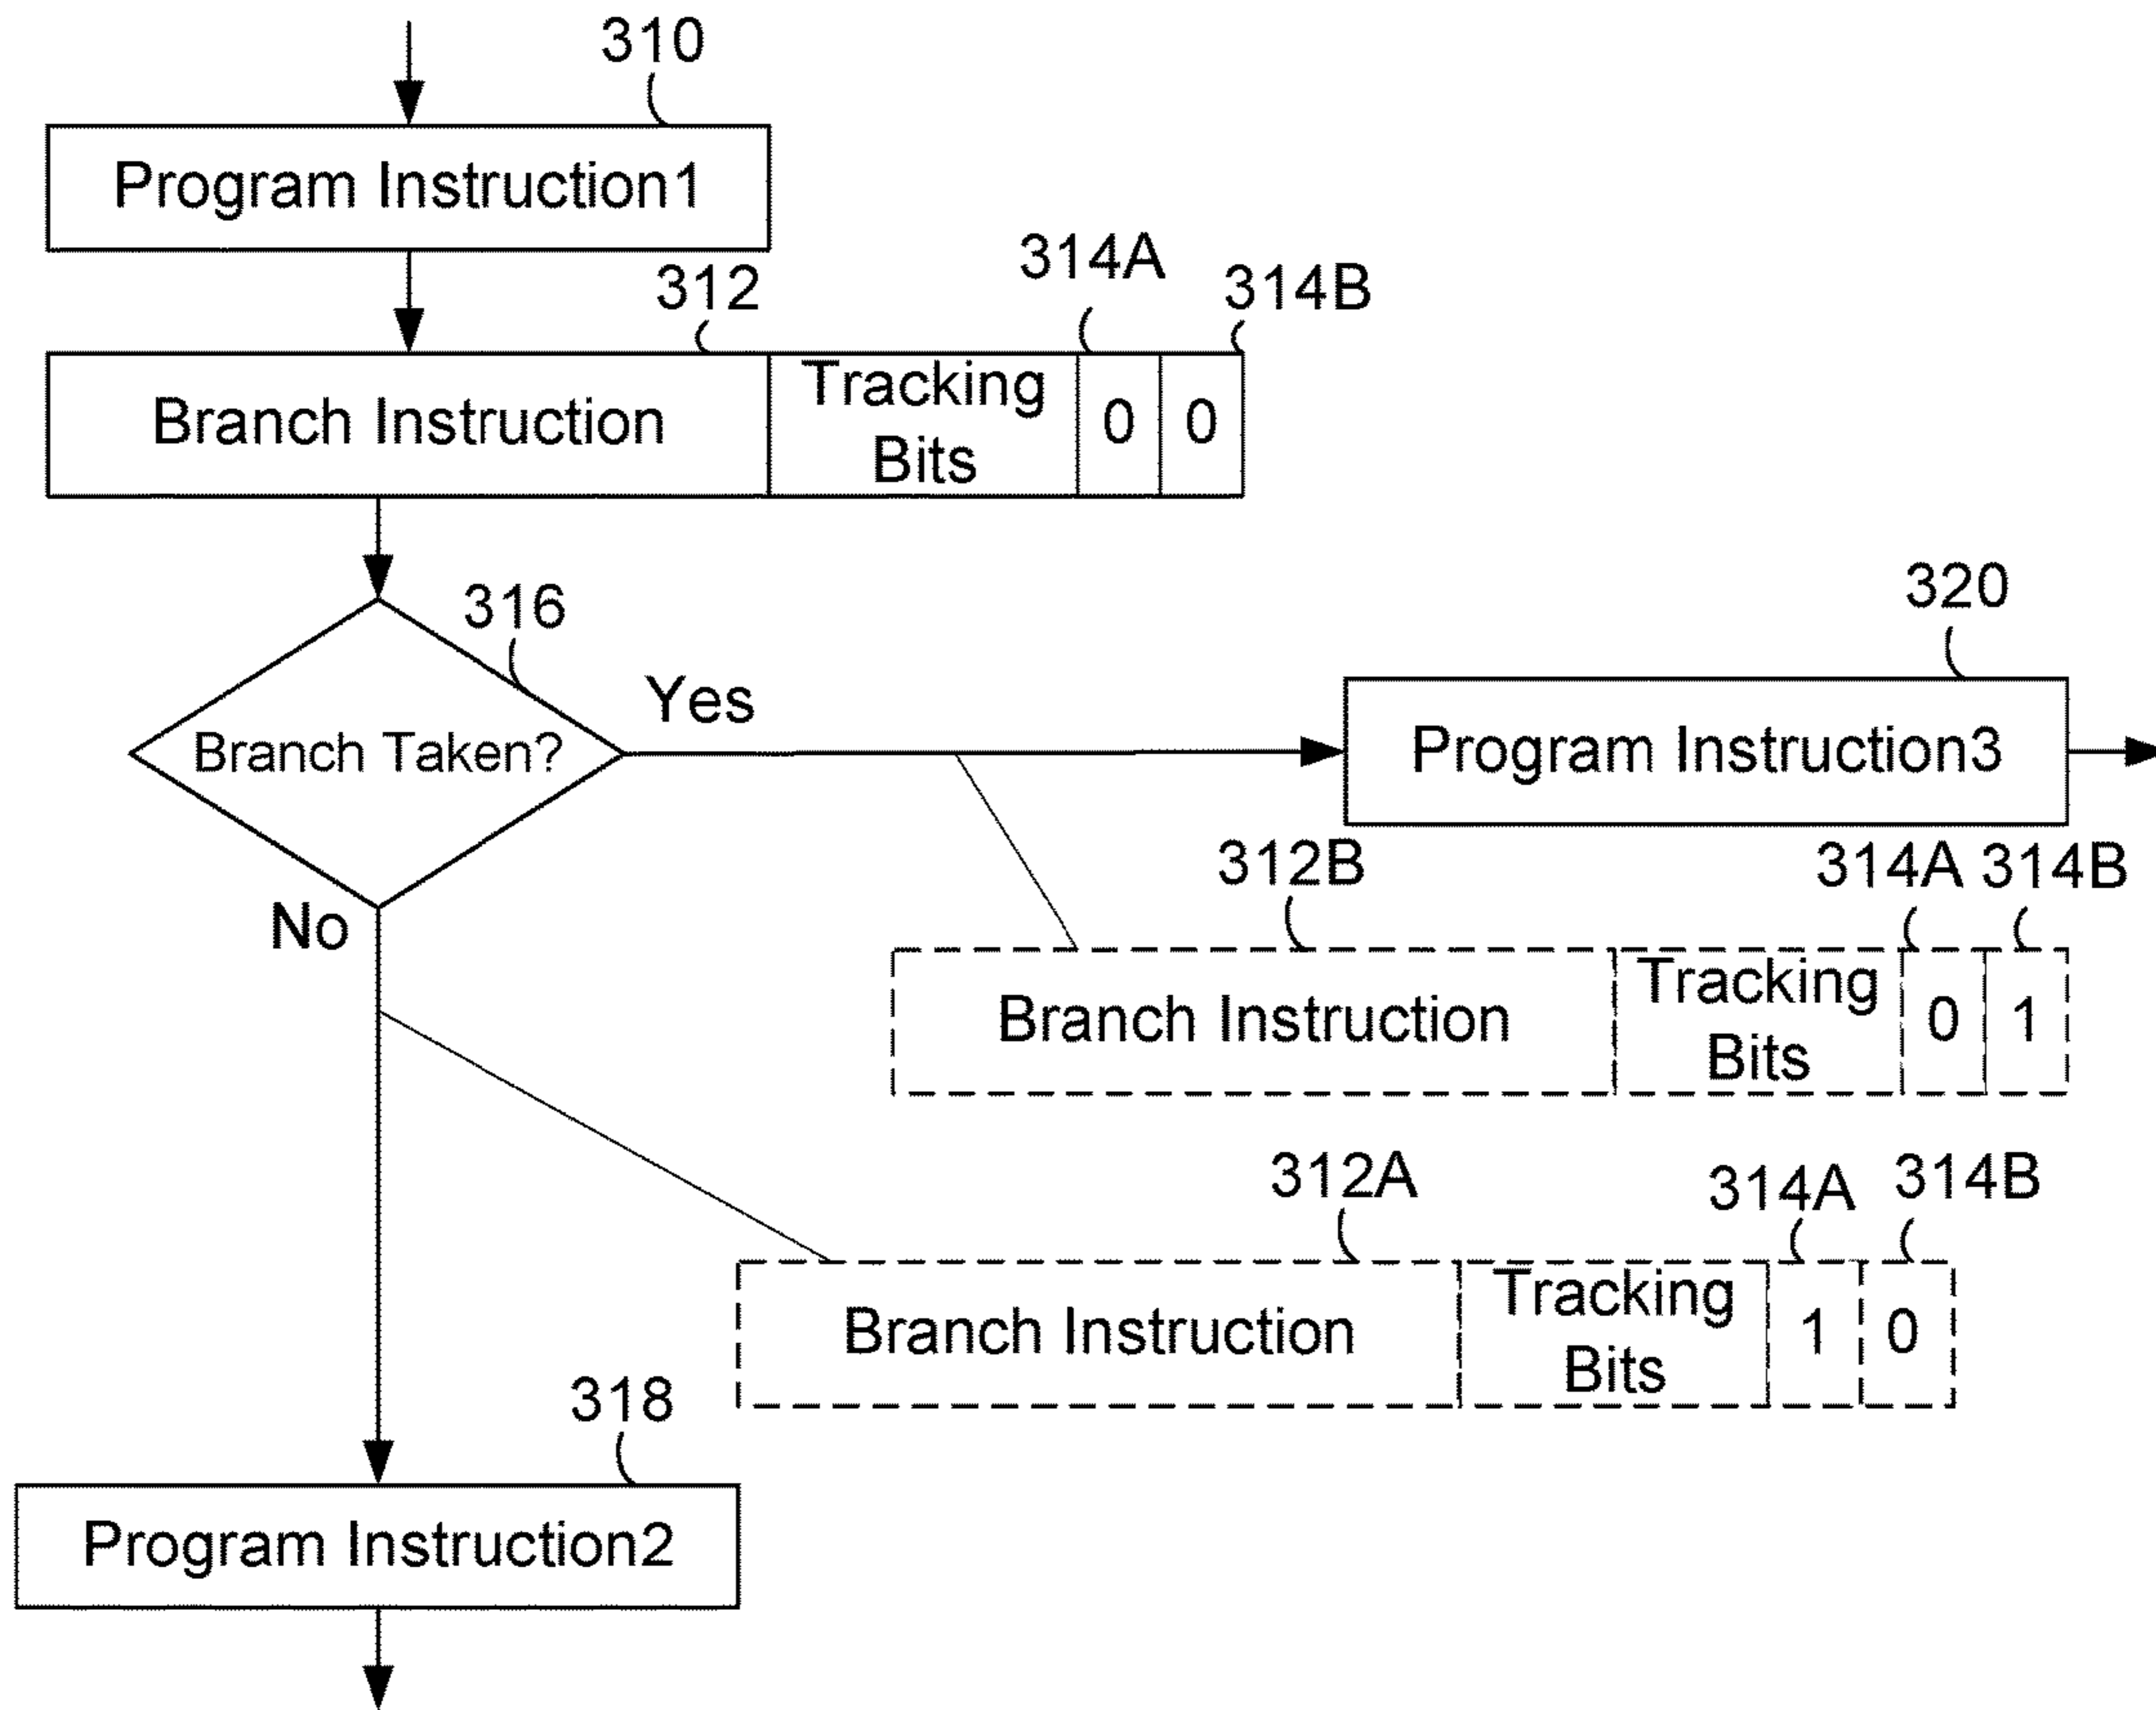 310
Program Instruction1
312
314A
314B
Branch Instruction
Tracking
Bits
0
0
316
320
Branch Taken?
Yes
Program Instruction3
No
312B
314A
314B
Branch Instruction
Tracking
Bits
0
1
312A
314A
314B
Branch Instruction
Tracking
Bits
1
0
318
Program Instruction2